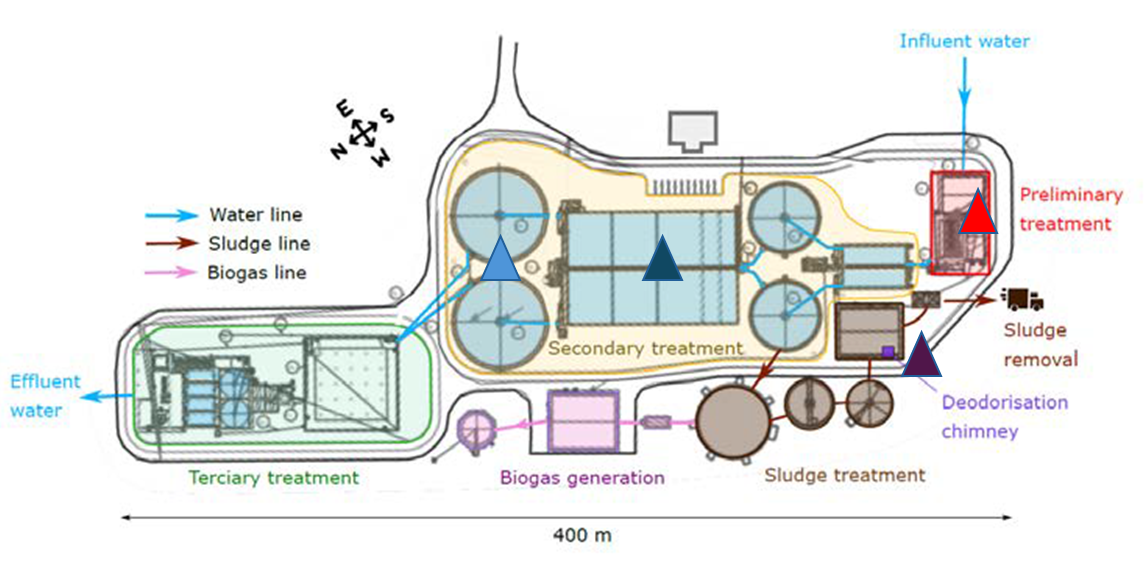 Influent water
E
S
N
W
Preliminary
treatment
Water line
Sludge line
Biogas line
Sludge
removal
Secondary treatment
Effluent
water
Deodorisation
chimney
Terciary treatment
Biogas generation
Sludge treatment
400 m